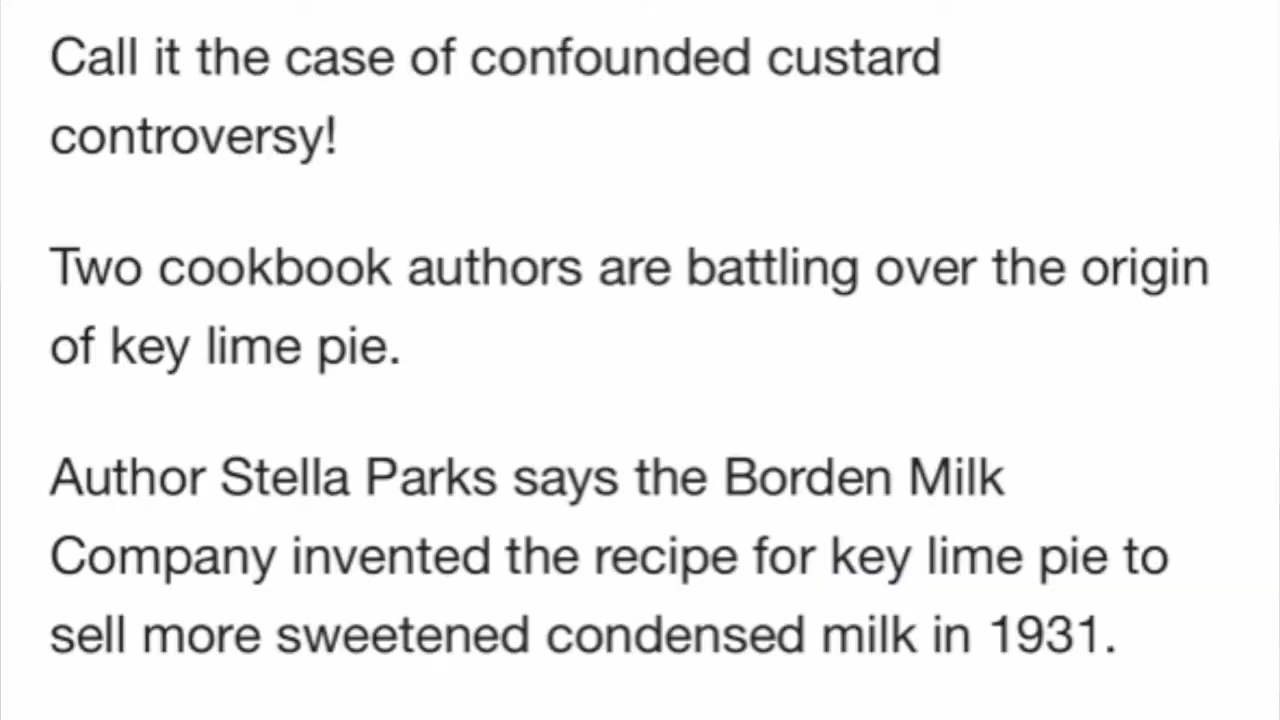 Call it the case of confounded custard
controversy!
Two cookbook authors are battling over the origin
of key lime pie.
Author Stella Parks says the Borden Milk
Company invented the recipe for key lime pie to
sell more sweetened condensed milk in 1931.